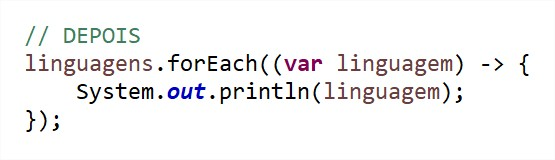 // DEPOIS
linguagens.forEach((var linguagem) -> {
    System.out.println(linguagem);
});